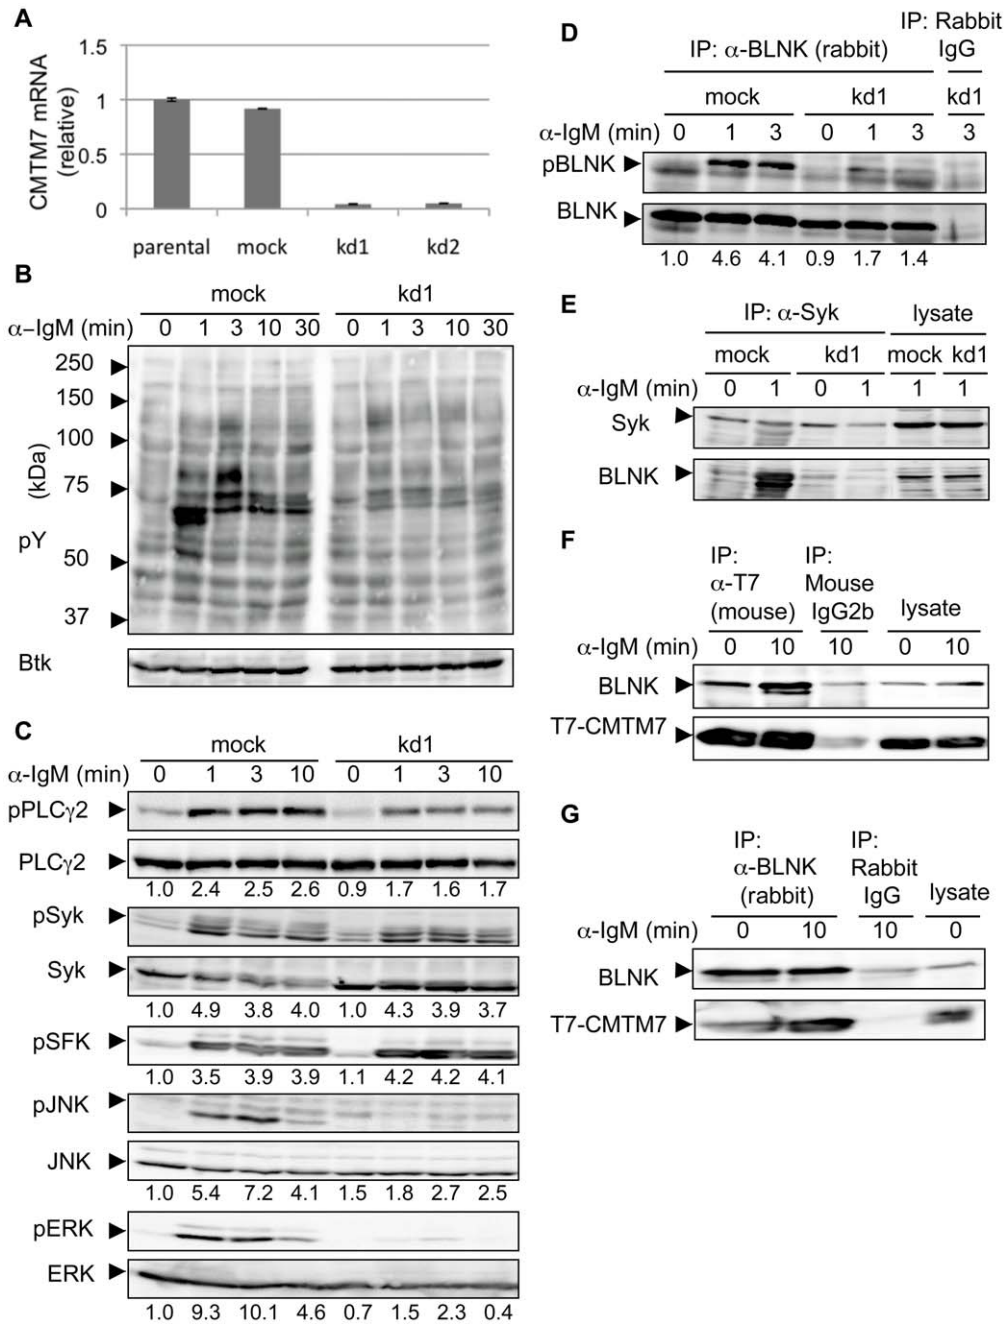 A
CMTM7 mRNA
(relative)
1.5
1
0.5
0
parental mock kd1 kd2
B
mock kd1
α–IgM (min) 0 1 3 10 30 0 1 3 10 30
250
150
100
75
50
37
(kDa)
pY
Btk
C
mock kd1
α-IgM (min) 0 1 3 10 0 1 3 10
pPLCγ2
PLCγ2
1.0 2.4 2.5 2.6 0.9 1.7 1.6 1.7
pSyk
Syk
1.0 4.9 3.8 4.0 1.0 4.3 3.9 3.7
pSFK
1.0 3.5 3.9 3.9 1.1 4.2 4.2 4.1
pJNK
JNK
1.0 5.4 7.2 4.1 1.5 1.8 2.7 2.5
pERK
ERK
1.0 9.3 10.1 4.6 0.7 1.5 2.3 0.4
D
IP: α-BLNK (rabbit)
IP: Rabbit
IgG
mock kd1 kd1
α-IgM (min) 0 1 3 0 1 3 3
pBLNK
BLNK
1.0 4.6 4.1 0.9 1.7 1.4
E
IP: α-Syk lysate
mock kd1 mock kd1
α-IgM (min) 0 1 0 1 1 1
Syk
BLNK
F
IP:
α-T7
(mouse)
IP:
Mouse
IgG2b
lysate
α-IgM (min) 0 10 10 0 10
BLNK
T7-CMTM7
G
IP:
α-BLNK
(rabbit)
IP:
Rabbit
IgG
lysate
α-IgM (min) 0 10 10 0
BLNK
T7-CMTM7